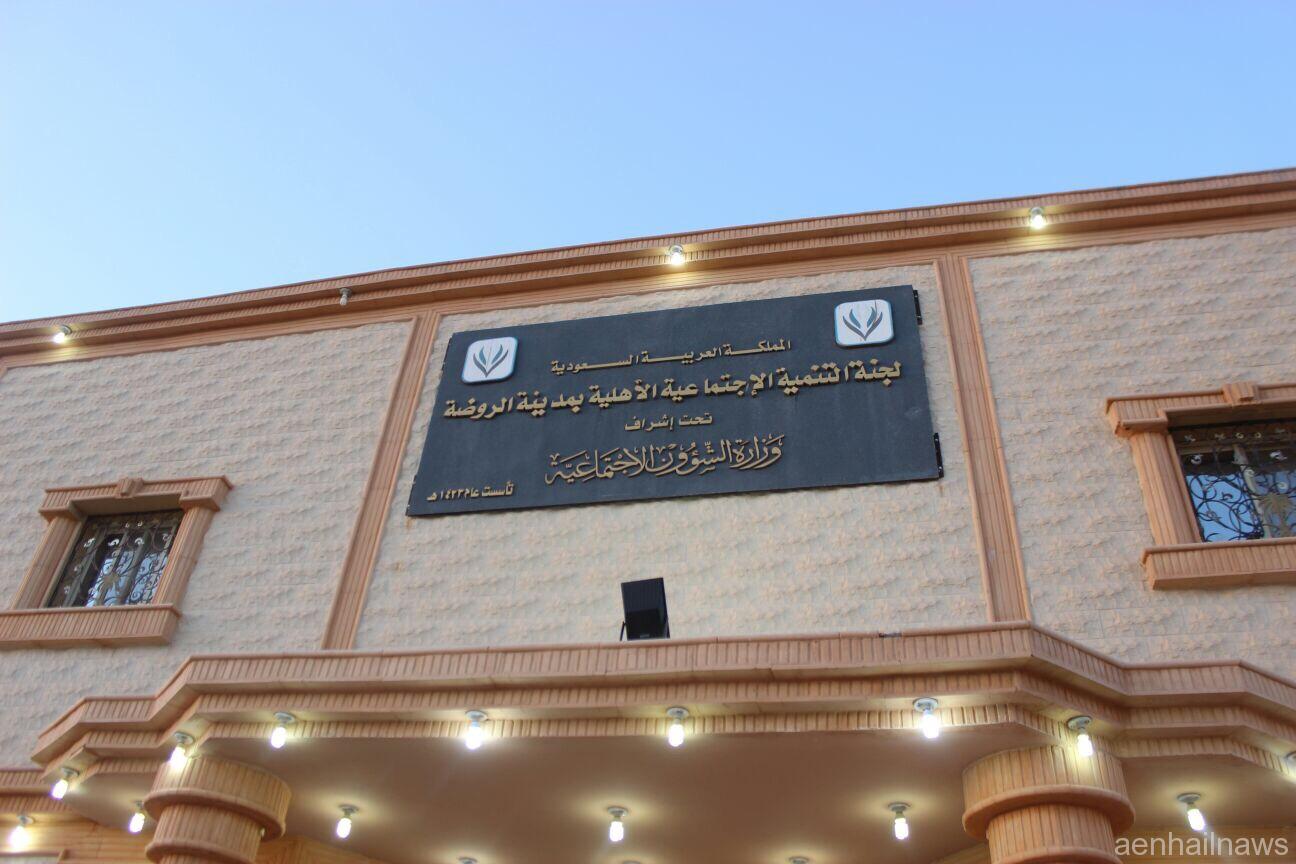 المملكة العربية السعودية
لجنة التنمية الإجتماعية الأهلية بمدينة الروضة
تحت إشراف
وزارة الشؤون الاجتماعية
تأسست عام ١٤٢٣هـ
aenhailnaws